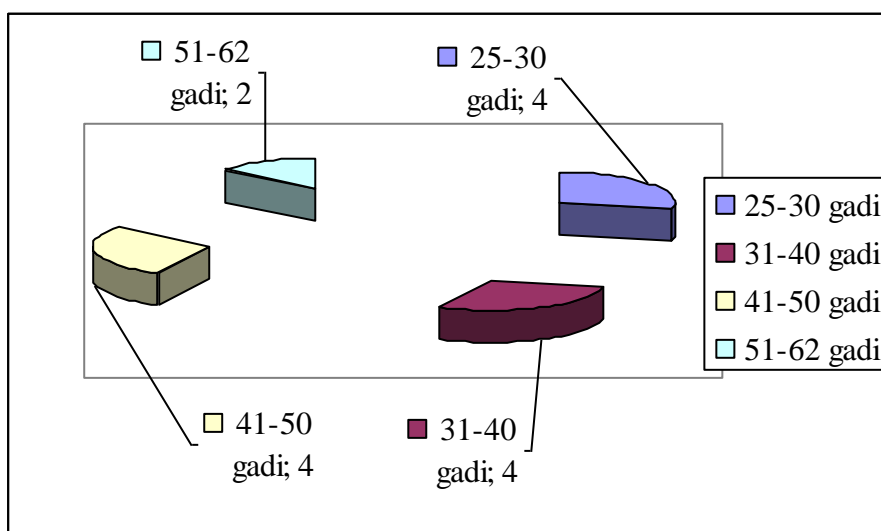 51-62
gadi; 2
25-30
gadi; 4
25-30 gadi
31-40 gadi
41-50 gadi
51-62 gadi
41-50
gadi; 4
31-40
gadi; 4